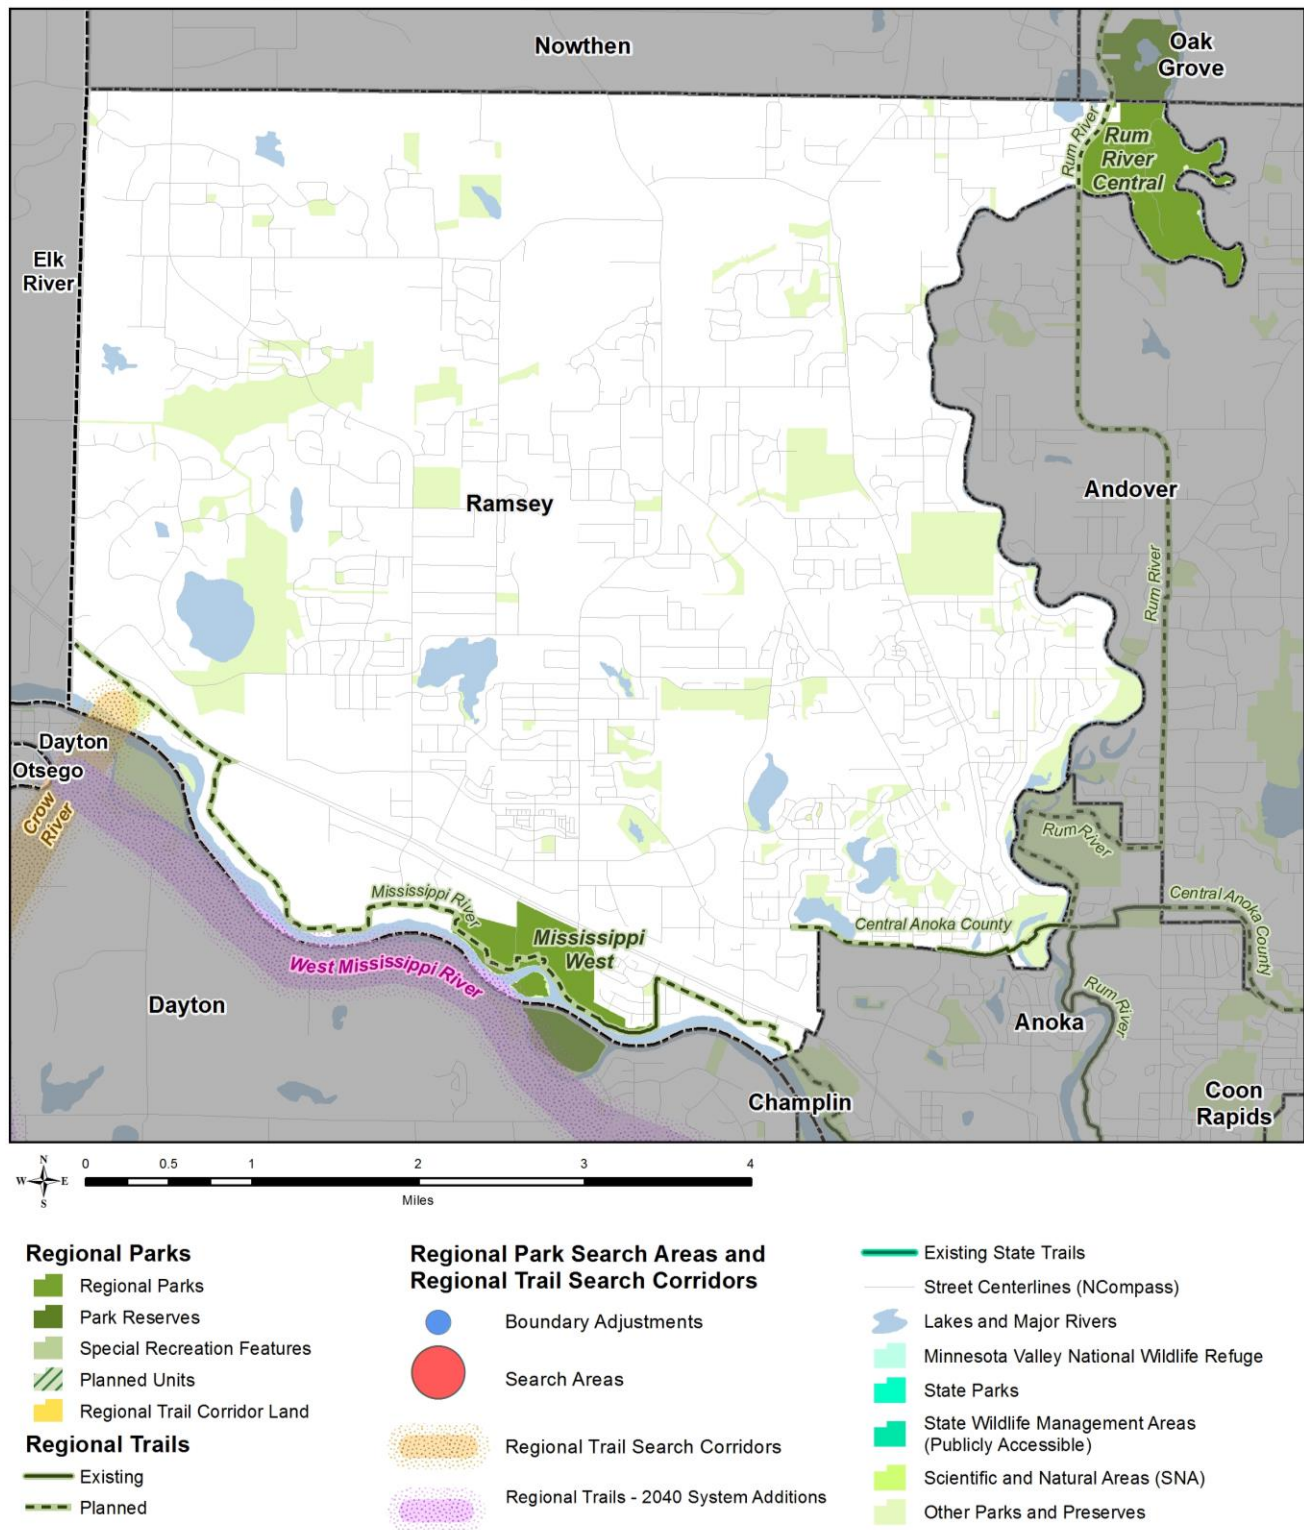 Nowthen
Oak
Grove
Rum River
Rum
River
Central
Elk
River
Ramsey
Andover
Rum River
Dayton
Otsego
Crow
River
Rum River
Mississippi River
Central Anoka County
Central Anoka
County
Mississippi
West
West Mississippi River
Dayton
Rum River
Anoka
Champlin
Coon
Rapids
N
W E
S
0 0.5 1 2 3 4
Miles
Regional Parks
Regional Parks
Park Reserves
Special Recreation Features
Planned Units
Regional Trail Corridor Land
Regional Trails
Existing
Planned
Regional Park Search Areas and
Regional Trail Search Corridors
Boundary Adjustments
Search Areas
Regional Trail Search Corridors
Regional Trails - 2040 System Additions
Existing State Trails
Street Centerlines (NCompass)
Lakes and Major Rivers
Minnesota Valley National Wildlife Refuge
State Parks
State Wildlife Management Areas
(Publicly Accessible)
Scientific and Natural Areas (SNA)
Other Parks and Preserves